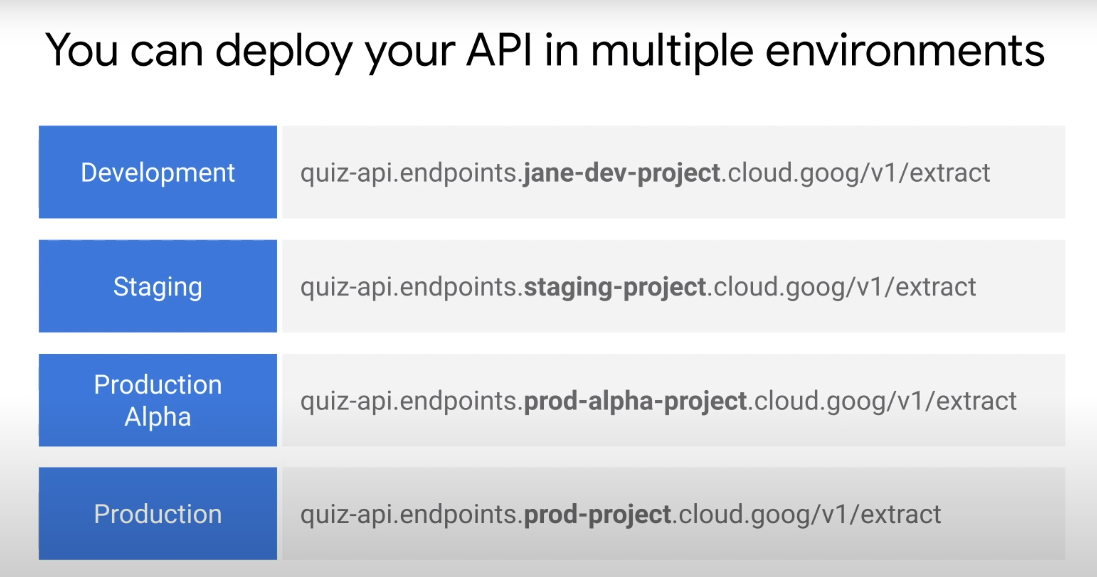 You can deploy your API in multiple environments
Development
quiz-api.endpoints.jane-dev-project.cloud.goog/v1/extract
Staging
quiz-api.endpoints.staging-project.cloud.goog/v1/extract
Production
Alpha
quiz-api.endpoints.prod-alpha-project.cloud.goog/v1/extract
Production
quiz-api.endpoints.prod-project.cloud.goog/v1/extract